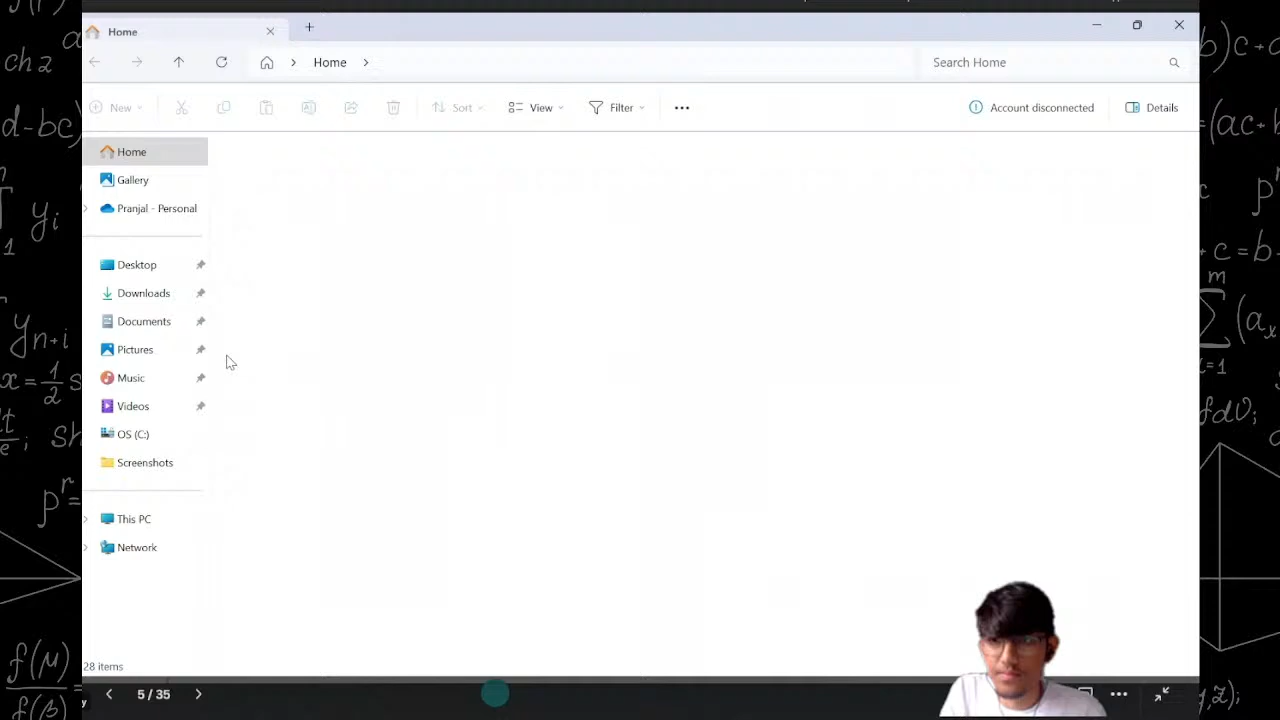 Home
Home
Search Home
New
Sort
View
Filter
Account disconnected
Details
Home
Gallery
Pranjal - Personal
Desktop
Downloads
Documents
Pictures
Music
Videos
OS (C:)
Screenshots
This PC
Network
28 items
5 / 35